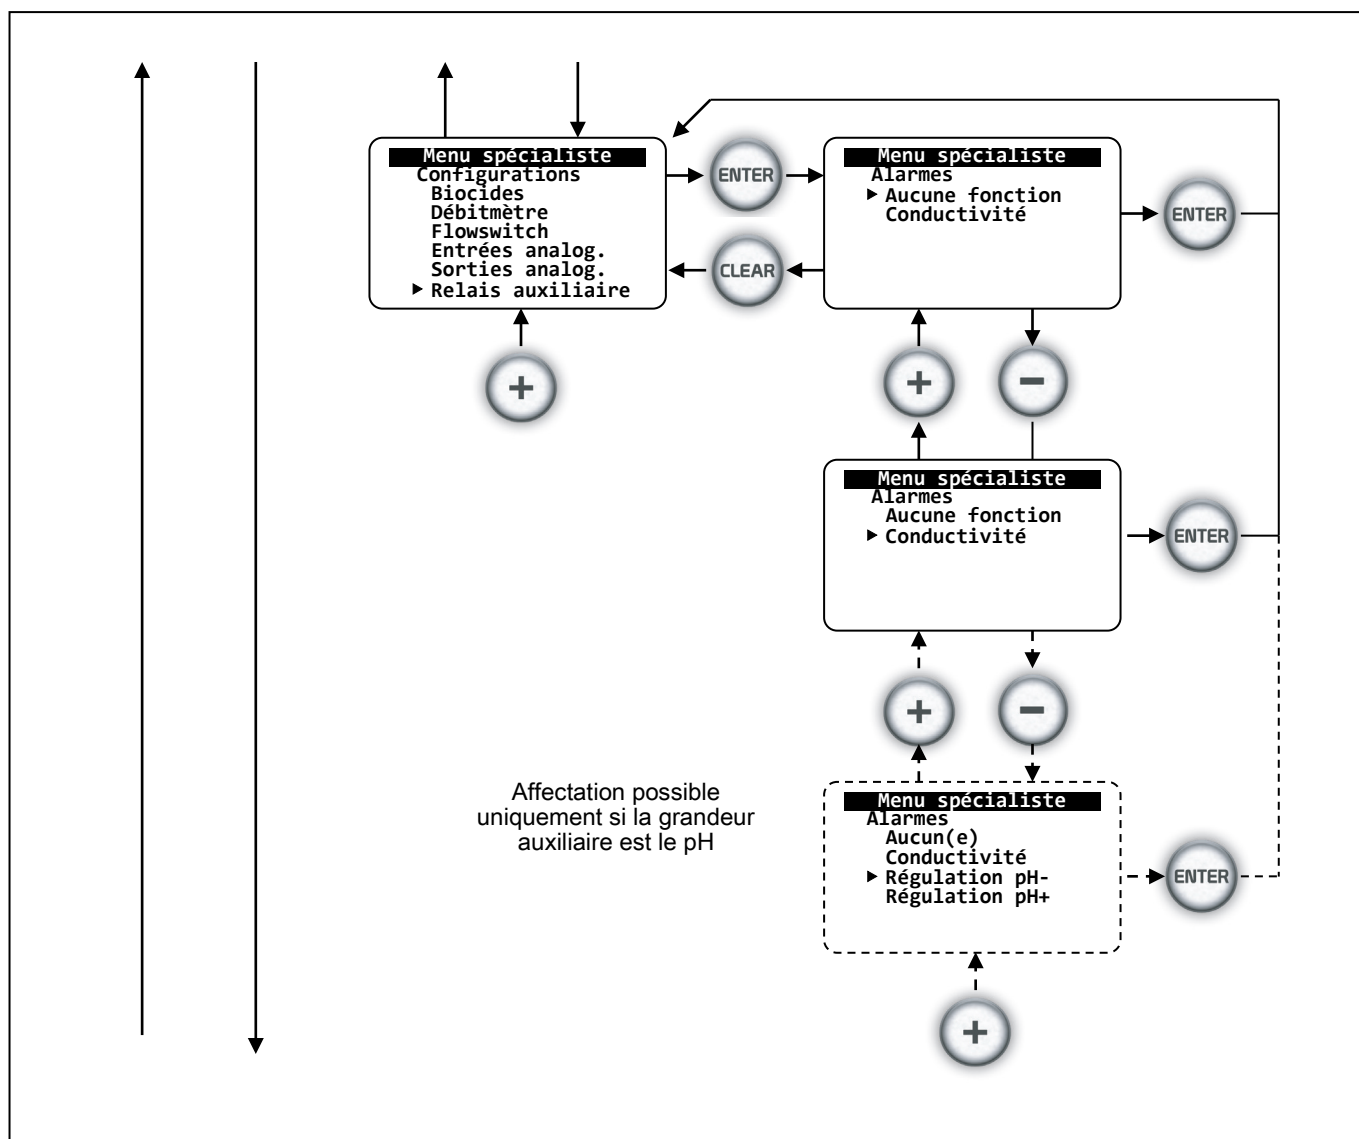 Menu spécialiste
Configurations
Biocides
Débitmètre
Flowswitch
Entrées analog.
Sorties analog.
▶ Relais auxiliaire
ENTER
CLEAR
+
Menu spécialiste
Alarmes
▶ Aucune fonction
Conductivité
ENTER
+
−
Menu spécialiste
Alarmes
Aucune fonction
▶ Conductivité
ENTER
+
−
Affectation possible
uniquement si la grandeur
auxiliaire est le pH
Menu spécialiste
Alarmes
Aucun(e)
Conductivité
▶ Régulation pH-
Régulation pH+
ENTER
+